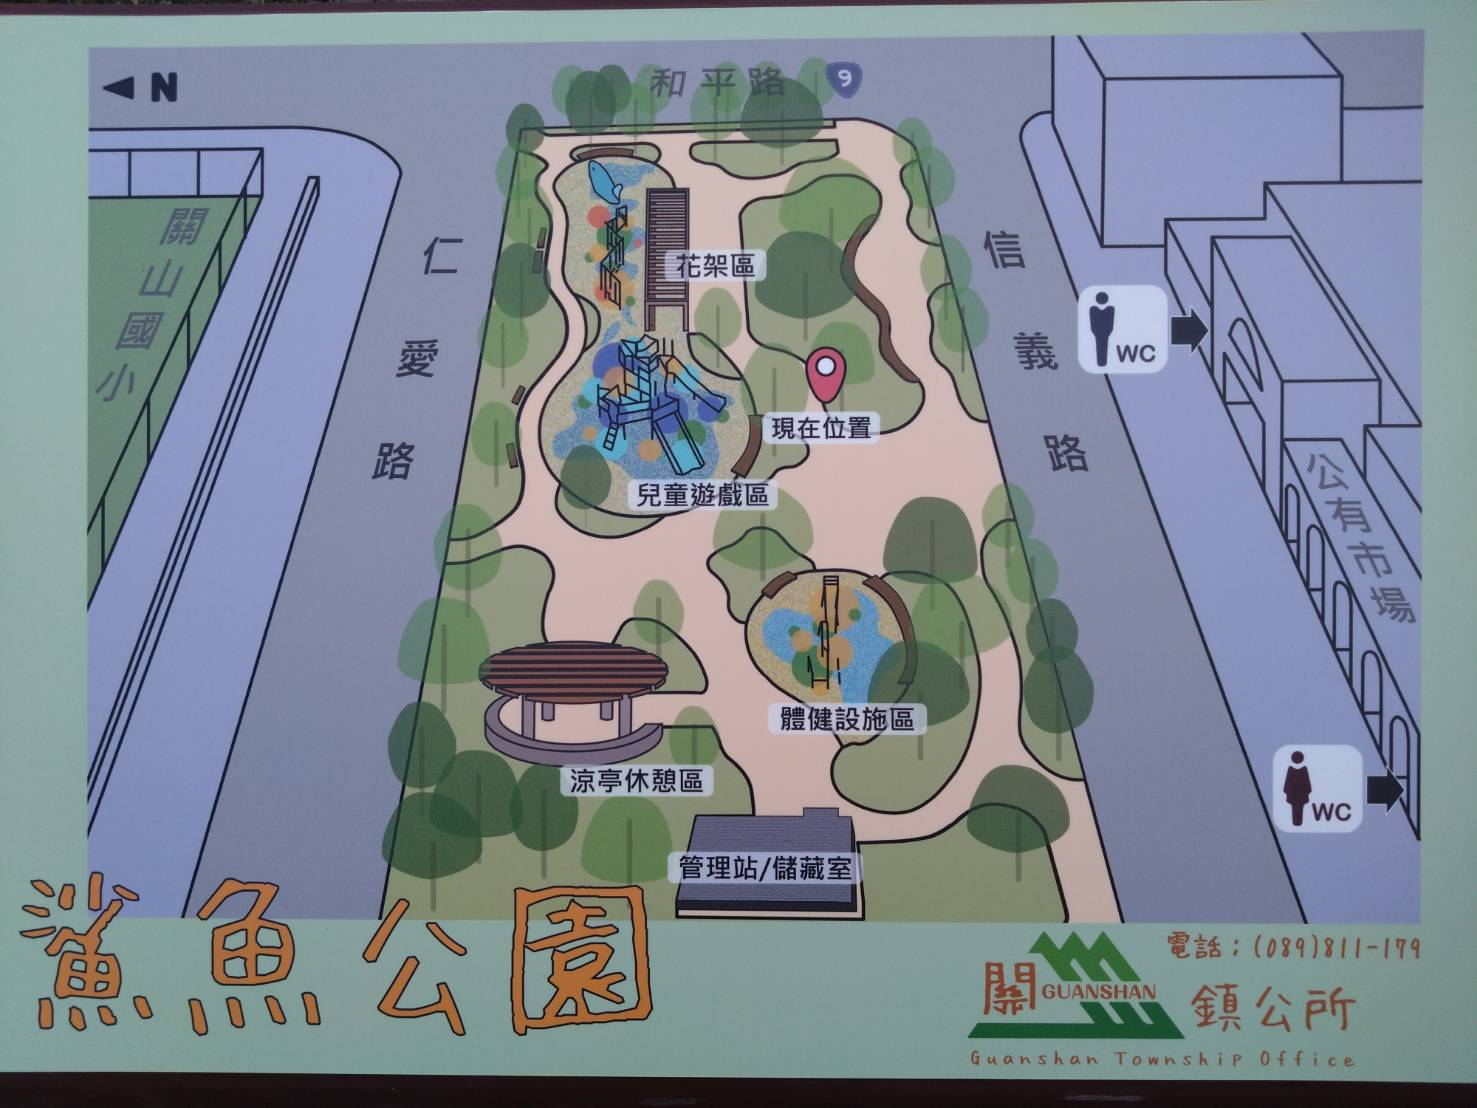 N
和平路
9
關山國小
仁愛路
信義路
花架區
WC
現在位置
兒童遊戲區
公有市場
體健設施區
涼亭休憩區
WC
管理站/儲藏室
鯊魚公園
電話：(089)811-179
關
GUANSHAN
鎮公所
Guanshan Township Office